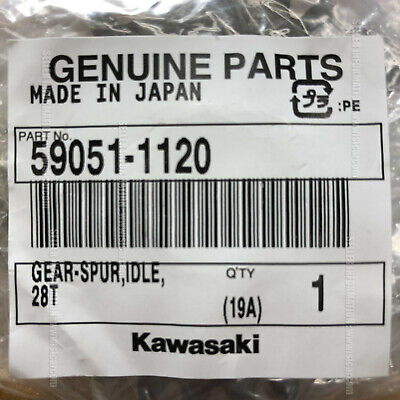 GENUINE PARTS
MADE IN JAPAN
プラ
:PE
PART No.
59051-1120
GEAR-SPUR,IDLE,
28T
Q'TY
(19A)
1
Kawasaki